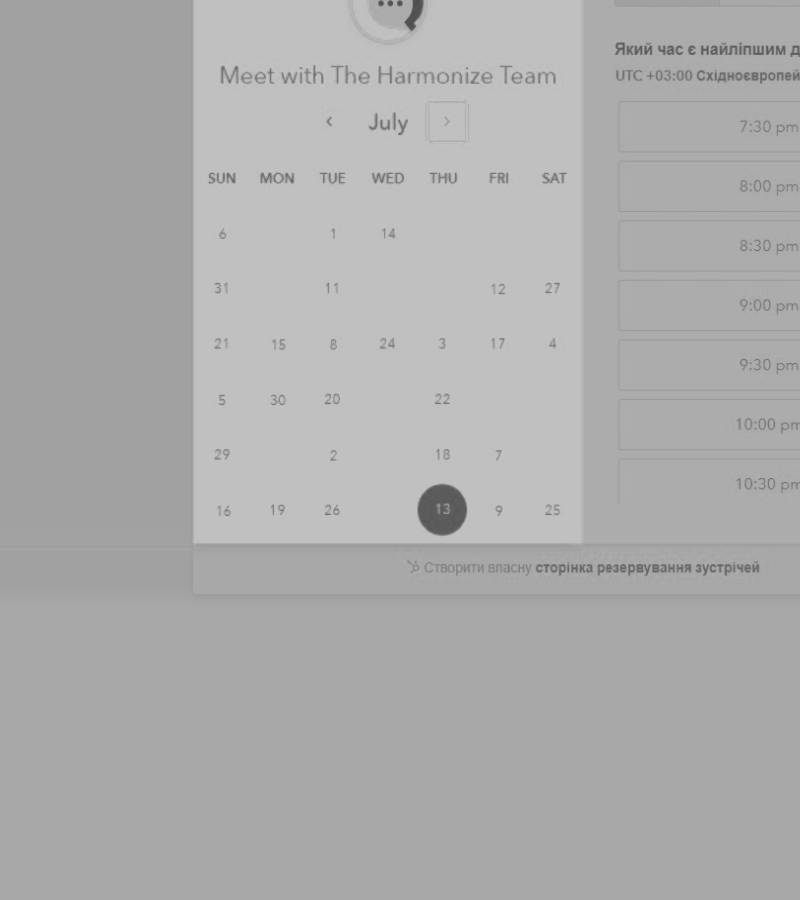 Meet with The Harmonize Team
July
SUN MON TUE WED THU FRI SAT
6 1 14
31 11 12 27
21 15 8 24 3 17 4
5 30 20 22
29 2 18 7
16 19 26 13 9 25
Який час є найліпшим д
UTC +03:00 Східноєвропей
7:30 pm
8:00 pm
8:30 pm
9:00 pm
9:30 pm
10:00 pm
10:30 pm
Створити власну сторінка резервування зустрічей